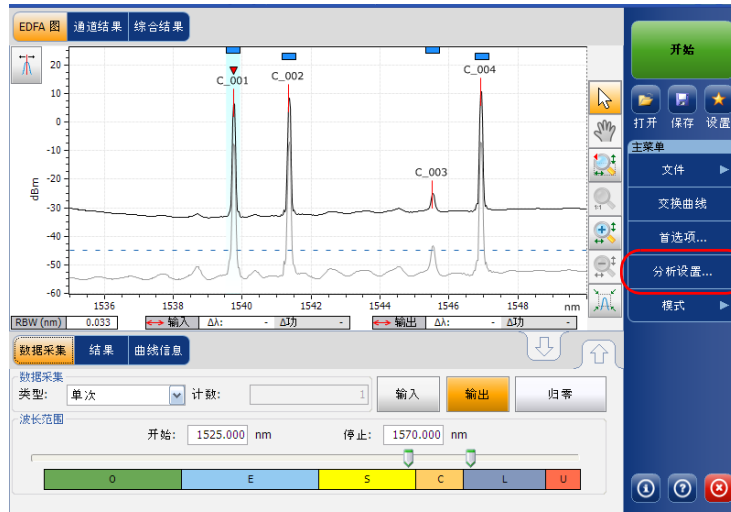 EDFA 图 通道结果 综合结果
开始
C_001 C_002 C_003 C_004
20
10
0
-10
-20
-30
-40
-50
-60
dBm
1:1
1536 1538 1540 1542 1544 1546 1548 nm
RBW (nm) 0.033 输入 Δλ: - Δ功 - 输出 Δλ: - Δ功 -
打开 保存 设置
主菜单
文件
交换曲线
首选项...
分析设置...
模式
数据采集 结果 曲线信息
数据采集
类型: 单次 计数: 1 输入 输出 归零
波长范围
开始: 1525.000 nm 停止: 1570.000 nm
O E S C L U